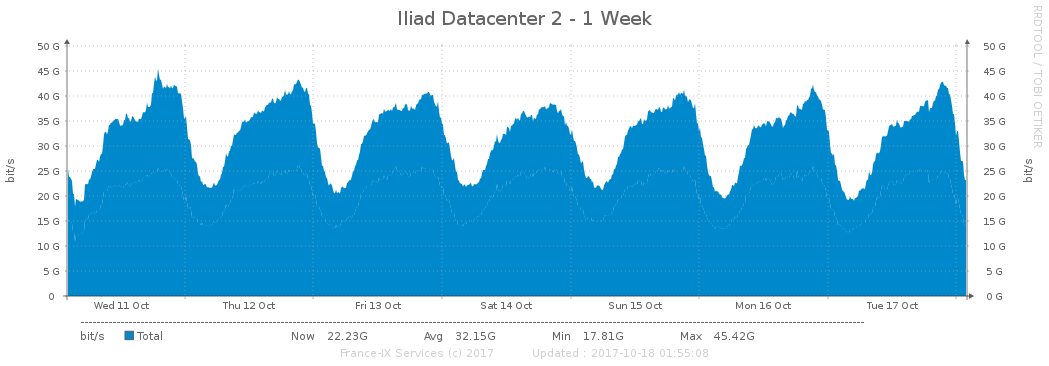 Iliad Datacenter 2 - 1 Week
RRDTOOL / TOBI OETIKER
50 G 50 G
45 G 45 G
40 G 40 G
35 G 35 G
30 G 30 G
25 G 25 G
20 G 20 G
15 G 15 G
10 G 10 G
5 G 5 G
0 0 G
bit/s bit/s
Wed 11 Oct Thu 12 Oct Fri 13 Oct Sat 14 Oct Sun 15 Oct Mon 16 Oct Tue 17 Oct
bit/s Total Now 22.23G Avg 32.15G Min 17.81G Max 45.42G
France-IX Services (c) 2017 Updated : 2017-10-18 01:55:08